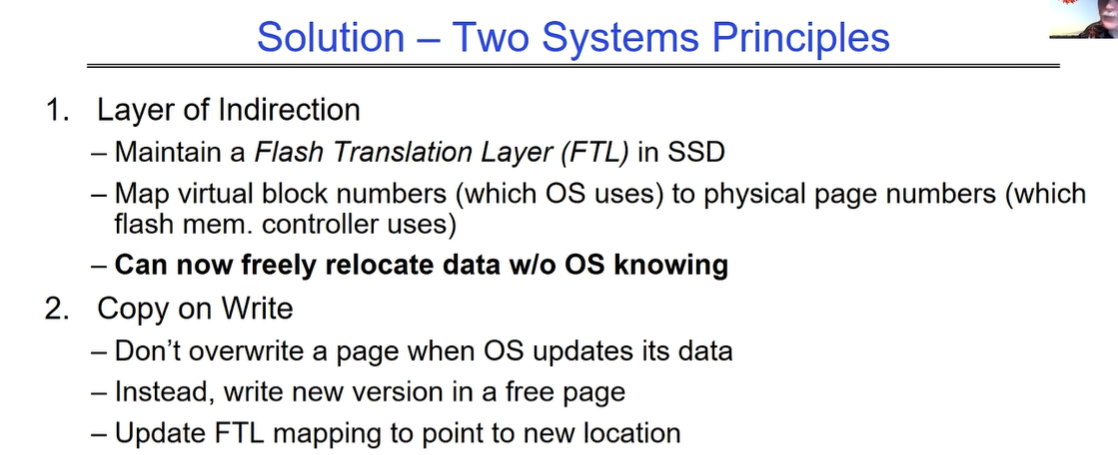 Solution – Two Systems Principles
1. Layer of Indirection
– Maintain a Flash Translation Layer (FTL) in SSD
– Map virtual block numbers (which OS uses) to physical page numbers (which
flash mem. controller uses)
– Can now freely relocate data w/o OS knowing
2. Copy on Write
– Don't overwrite a page when OS updates its data
– Instead, write new version in a free page
– Update FTL mapping to point to new location